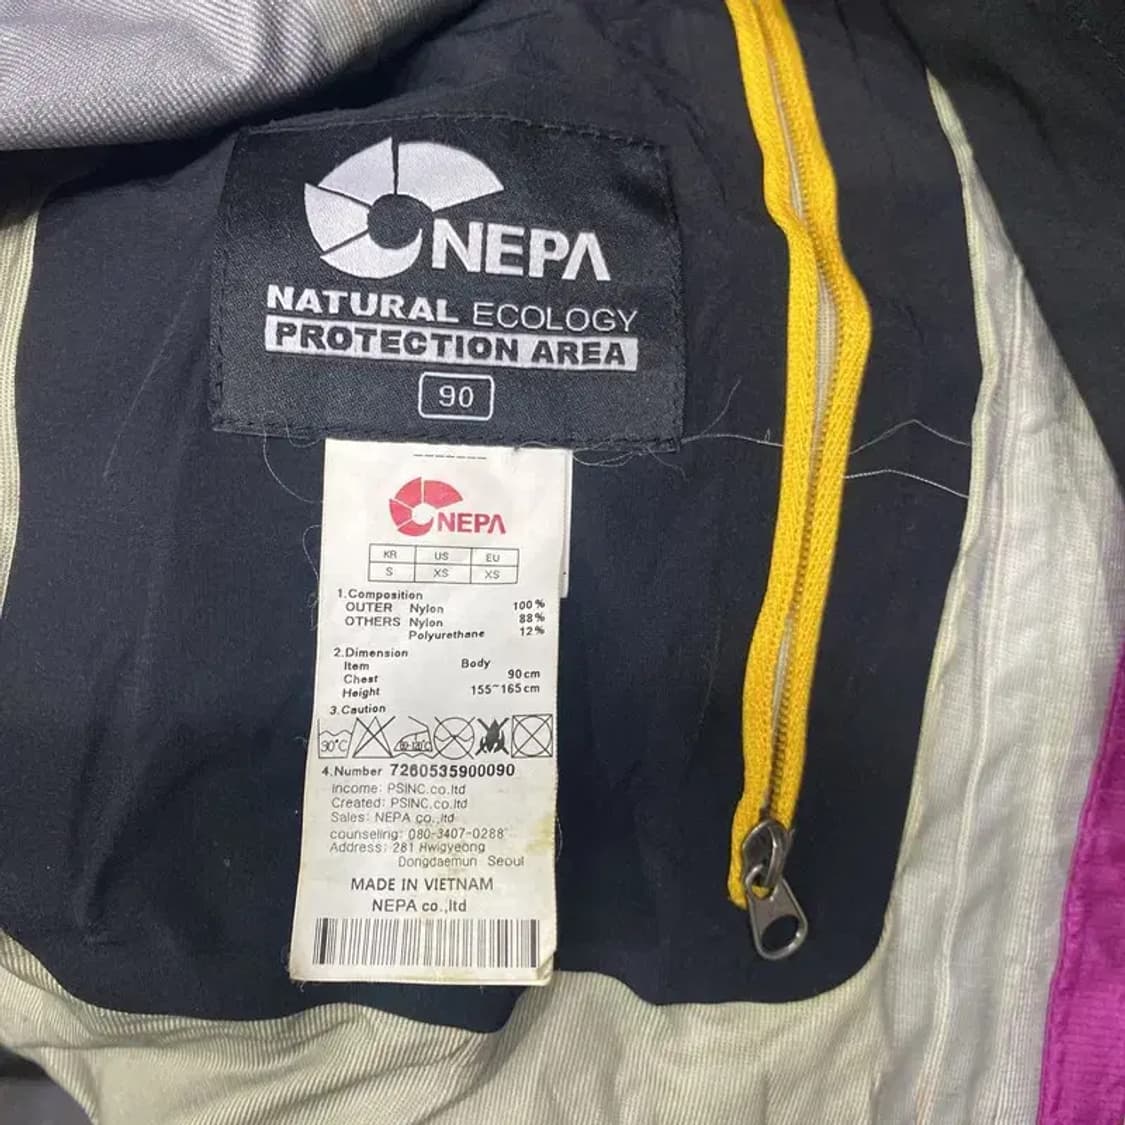 NEPA
NATURAL ECOLOGY
PROTECTION AREA
90
NEPA
KR US EU
S XS XS
1.Composition
OUTER Nylon 100%
OTHERS Nylon 88%
Polyurethane 12%
2.Dimension
Item Body
Chest 90cm
Height 155~165cm
3.Caution
30°C 80-120°C
4.Number 7260535900090
income: PSINC.co.ltd
Created: PSINC.co.ltd
Sales: NEPA co.,ltd
counseling: 080-3407-0288
Address: 281 Hwigyeong
Dongdaemun Seoul
MADE IN VIETNAM
NEPA co.,ltd